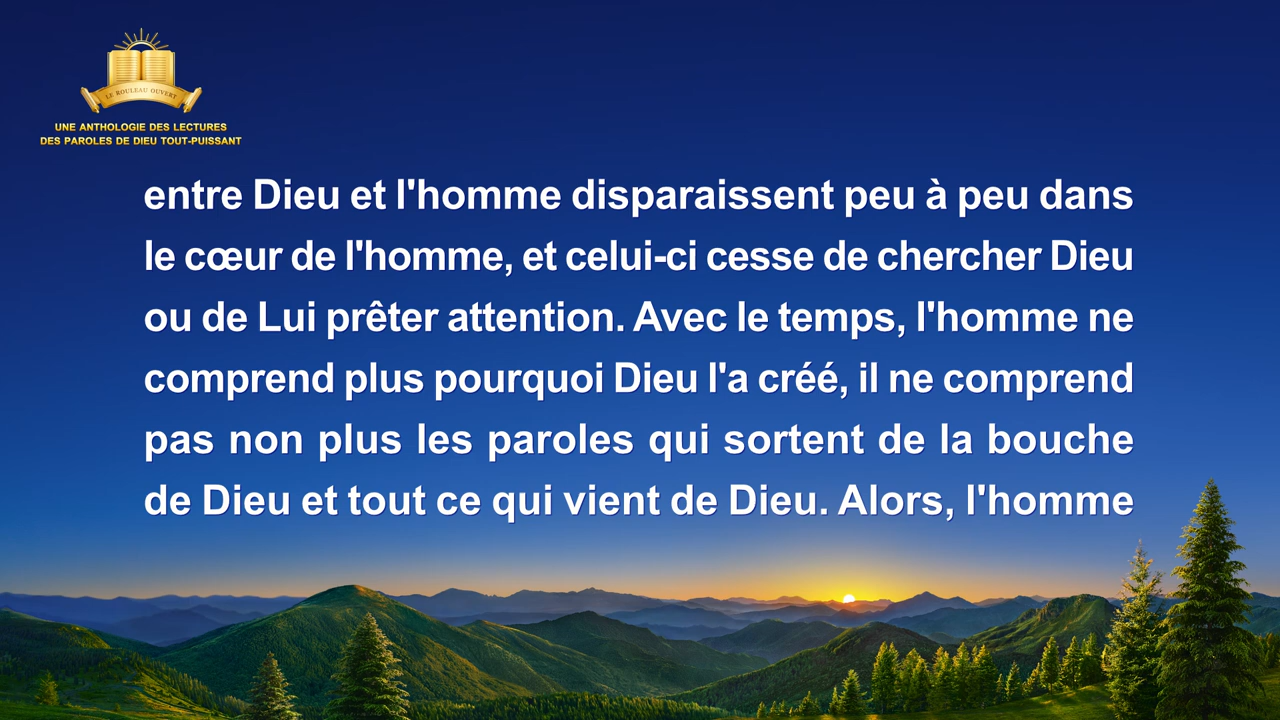 LE ROULEAU OUVERT
UNE ANTHOLOGIE DES LECTURES
DES PAROLES DE DIEU TOUT-PUISSANT
entre Dieu et l'homme disparaissent peu à peu dans
le cœur de l'homme, et celui-ci cesse de chercher Dieu
ou de Lui prêter attention. Avec le temps, l'homme ne
comprend plus pourquoi Dieu l'a créé, il ne comprend
pas non plus les paroles qui sortent de la bouche
de Dieu et tout ce qui vient de Dieu. Alors, l'homme